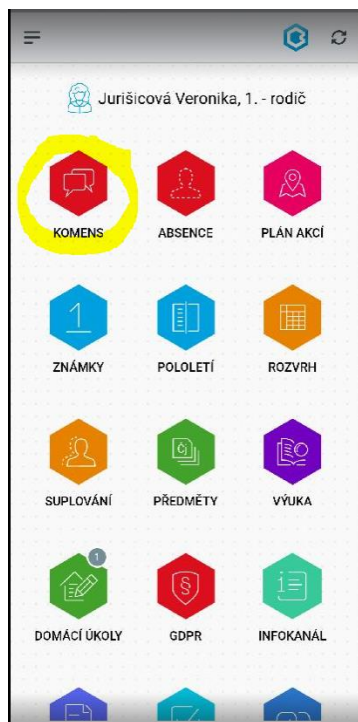 Jurišicová Veronika, 1. - rodič
KOMENS ABSENCE PLÁN AKCÍ
1
ZNÁMKY POLOLETÍ ROZVRH
Čj
SUPLOVÁNÍ PŘEDMĚTY VÝUKA
1
§
DOMÁCÍ ÚKOLY GDPR INFOKANÁL